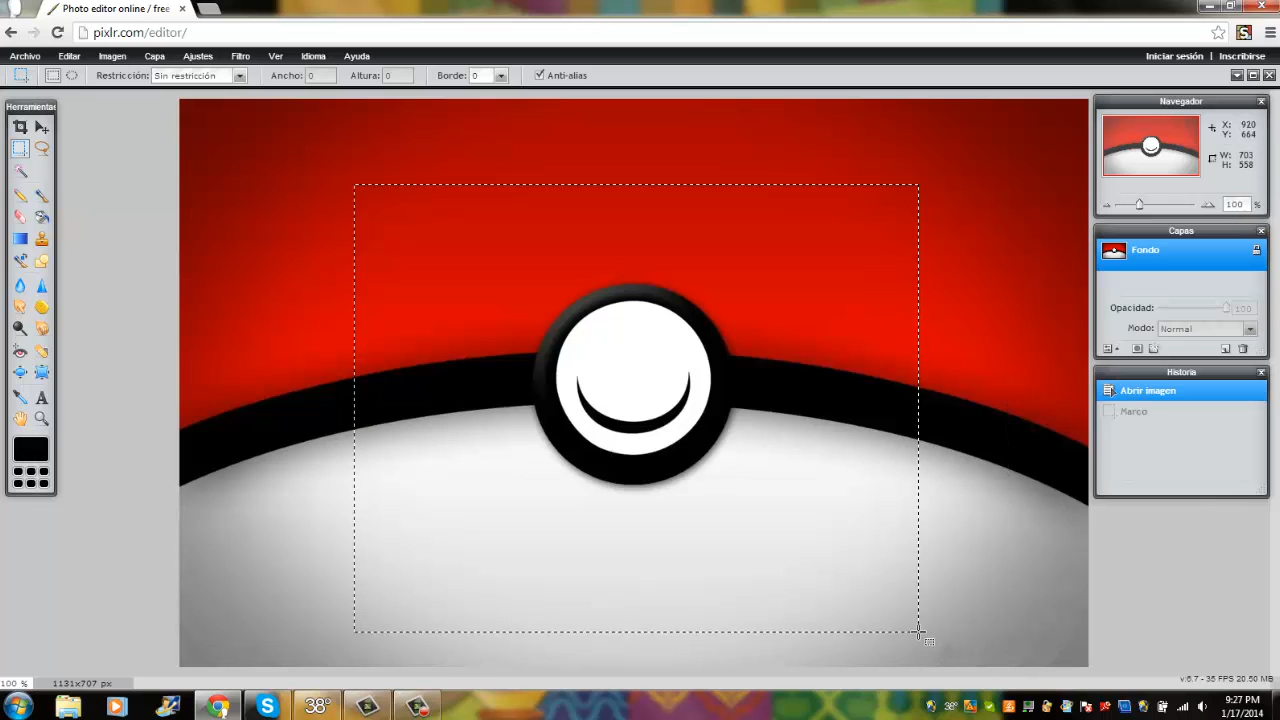 Photo editor online / free
pixlr.com/editor/
Archivo Editar Imagen Capa Ajustes Filtro Ver Idioma Ayuda Iniciar sesión Inscribirse
Restricción: Sin restricción Ancho: 0 Altura: 0 Borde: 0 Anti-alias
Herramientas
Navegador
X: 920
Y: 664
W: 703
H: 558
100 %
Capas
Fondo
Opacidad: 100
Modo: Normal
Historia
Abrir imagen
Marco
100 % 1131x707 px
v:6.7 - 35 FPS 20.50 MB
38°
38°
9:27 PM
1/17/2014